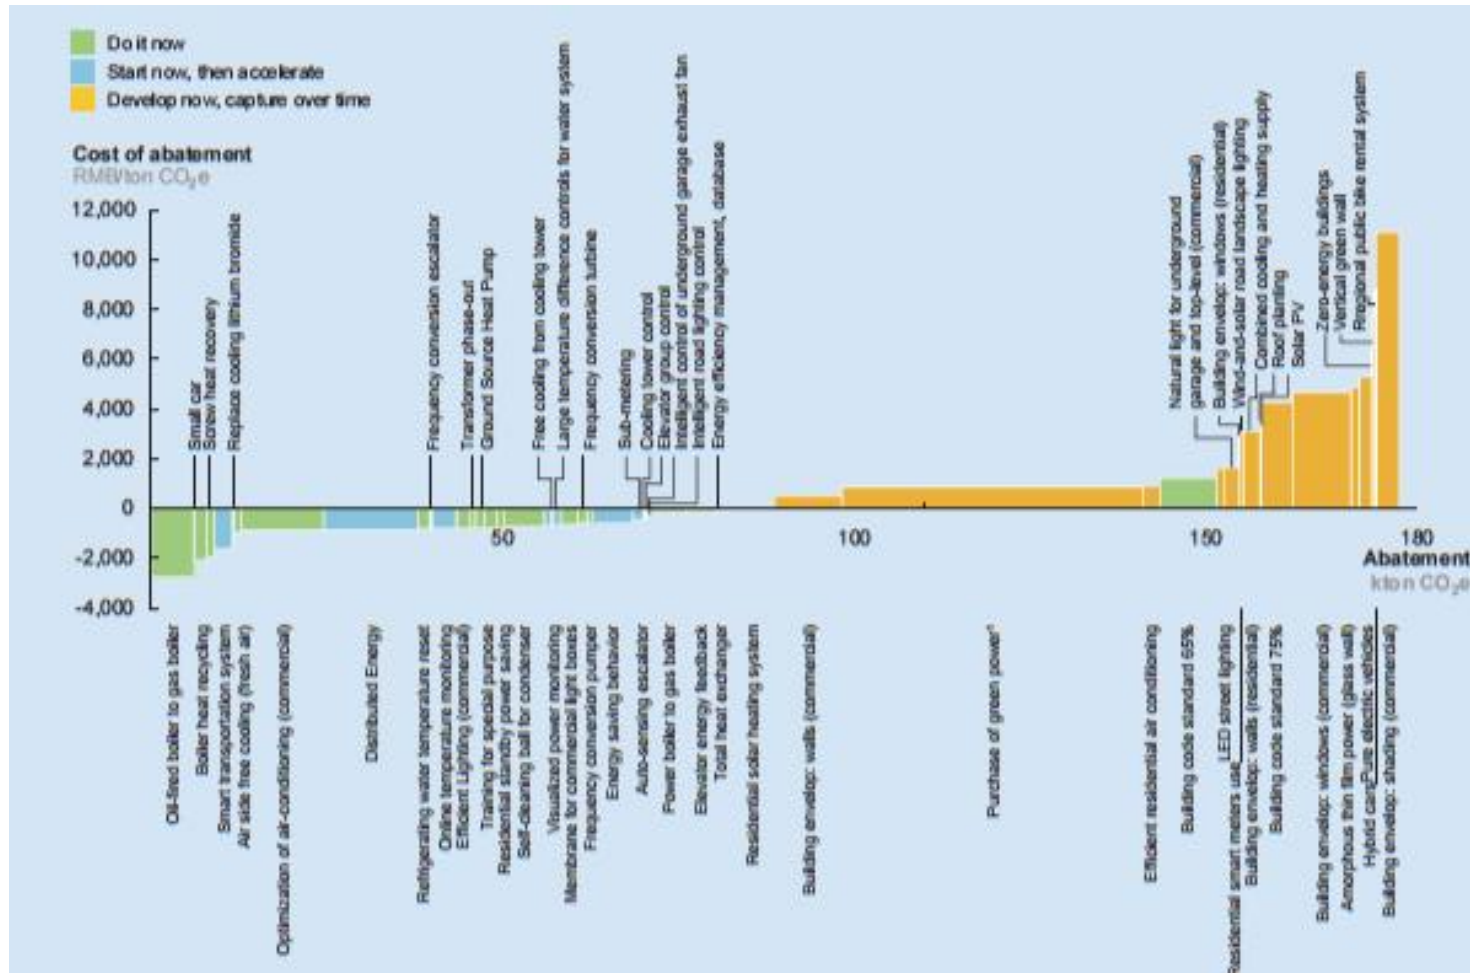 Do it now
Start now, then accelerate
Develop now, capture over time
Cost of abatement
RMB/ton CO2e
12,000
10,000
8,000
6,000
4,000
2,000
0
-2,000
-4,000
Small car
Screw heat recovery
Replace cooling lithium bromide
Frequency conversion escalator
Transformer phase-out
Ground Source Heat Pump
Free cooling from cooling tower
Large temperature difference controls for water system
Frequency conversion turbine
Sub-metering
Cooling tower control
Elevator group control
Intelligent control of underground garage exhaust fan
Intelligent road lighting control
Energy efficiency management, database
Natural light for underground
garage and top-level (commercial)
Building envelop: windows (residential)
Wind-and-solar road landscape lighting
Combined cooling and heating supply
Roof planting
Solar PV
Zero-energy buildings
Vertical green wall
Rregional public bike rental system
50
100
150
180
Abatement
kton CO2e
Oil-fired boiler to gas boiler
Boiler heat recycling
Smart transportation system
Air side free cooling (fresh air)
Optimization of air-conditioning (commercial)
Distributed Energy
Refrigerating water temperature reset
Online temperature monitoring
Efficient Lighting (commercial)
Training for special purpose
Residential standby power saving
Self-cleaning ball for condenser
Visualized power monitoring
Membrane for commercial light boxes
Frequency conversion pumper
Energy saving behavior
Auto-sensing escalator
Power boiler to gas boiler
Elevator energy feedback
Total heat exchanger
Residential solar heating system
Building envelop: walls (commercial)
Purchase of green power
Efficient residential air conditioning
Building code standard 65%
LED street lighting
Residential smart meters use
Building envelop: walls (residential)
Building code standard 75%
Building envelop: windows (commercial)
Amorphous thin film power (glass wall)
Hybrid cars
Pure electric vehicles
Building envelop: shading (commercial)